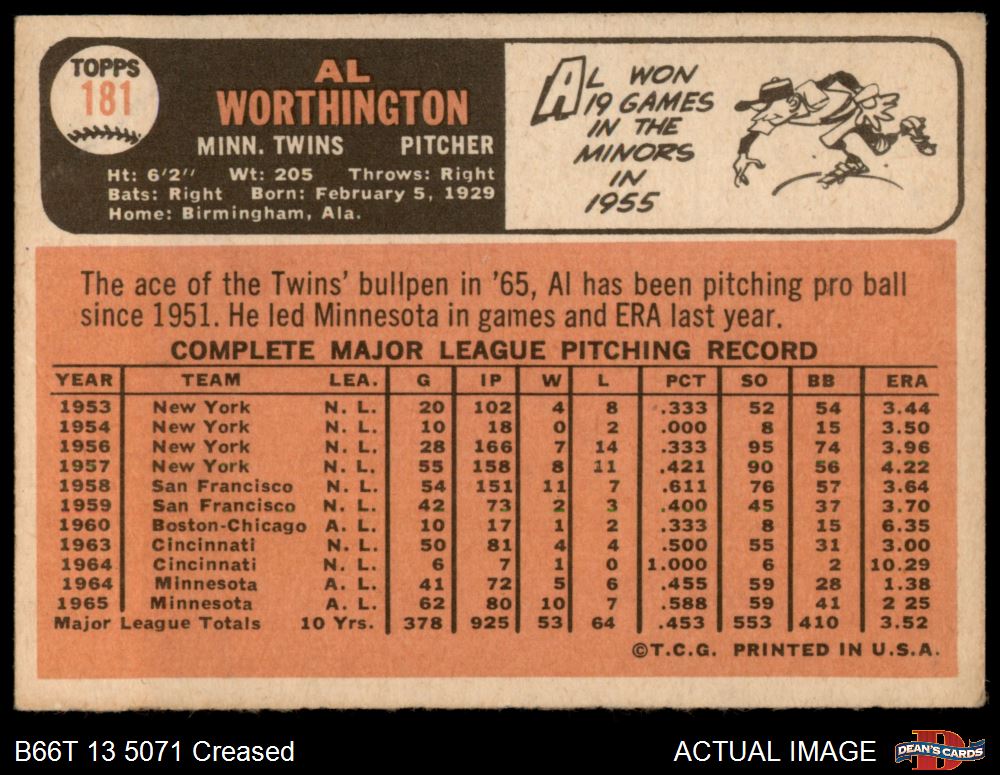 TOPPS
181
AL
WORTHINGTON
MINN. TWINS PITCHER
Ht: 6'2" Wt: 205 Throws: Right
Bats: Right Born: February 5, 1929
Home: Birmingham, Ala.
AL WON
19 GAMES
IN THE
MINORS
IN
1955
The ace of the Twins' bullpen in '65, Al has been pitching pro ball
since 1951. He led Minnesota in games and ERA last year.
COMPLETE MAJOR LEAGUE PITCHING RECORD
YEAR TEAM LEA. G IP W L PCT SO BB ERA
1953 New York N. L. 20 102 4 8 .333 52 54 3.44
1954 New York N. L. 10 18 0 2 .000 8 15 3.50
1956 New York N. L. 28 166 7 14 .333 95 74 3.96
1957 New York N. L. 55 158 8 11 .421 90 56 4.22
1958 San Francisco N. L. 54 151 11 7 .611 76 57 3.64
1959 San Francisco N. L. 42 73 2 3 .400 45 37 3.70
1960 Boston-Chicago A. L. 10 17 1 2 .333 8 15 6.35
1963 Cincinnati N. L. 50 81 4 4 .500 55 31 3.00
1964 Cincinnati N. L. 6 7 1 0 1.000 6 2 10.29
1964 Minnesota A. L. 41 72 5 6 .455 59 28 1.38
1965 Minnesota A. L. 62 80 10 7 .588 59 41 2 25
Major League Totals 10 Yrs. 378 925 53 64 .453 553 410 3.52
©T.C.G. PRINTED IN U.S.A.
B66T 13 5071 Creased
ACTUAL IMAGE
D
DEAN'S CARDS